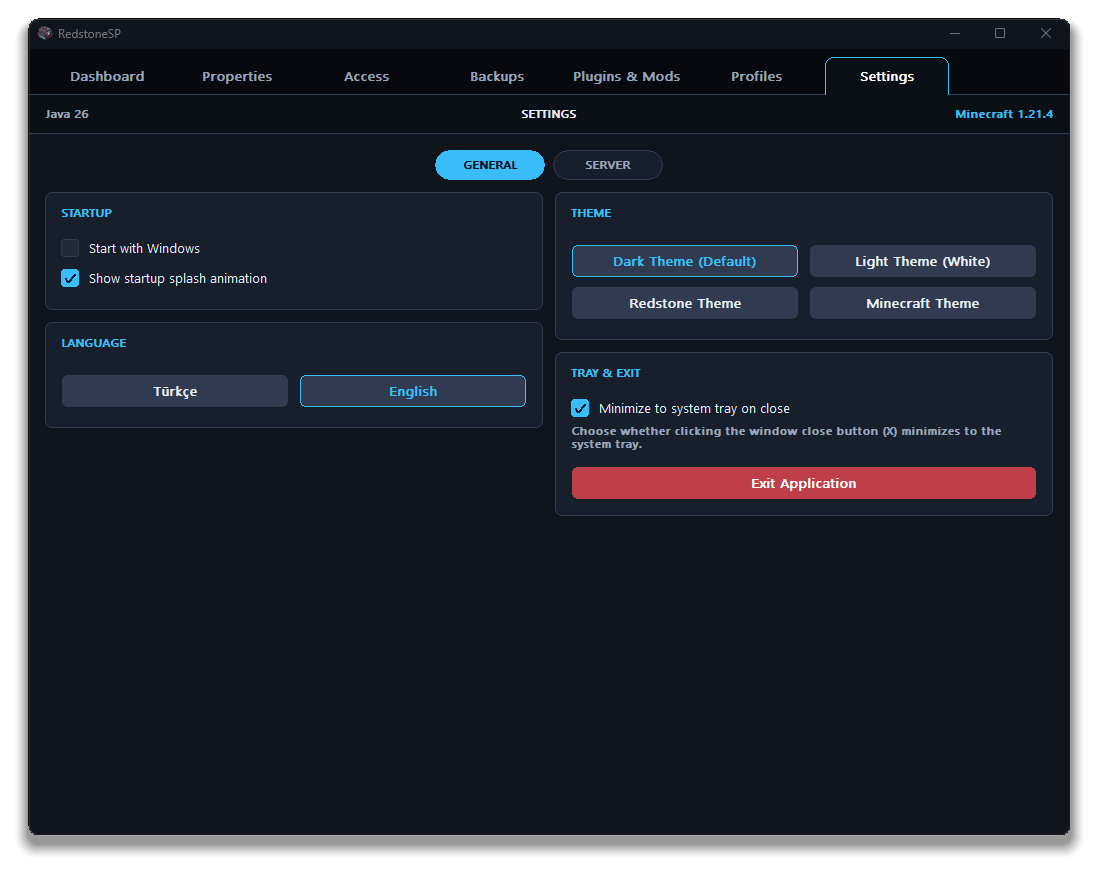 RedstoneSP
Dashboard Properties Access Backups Plugins & Mods Profiles Settings
Java 26 SETTINGS Minecraft 1.21.4
GENERAL SERVER
STARTUP
Start with Windows
Show startup splash animation
LANGUAGE
Türkçe English
THEME
Dark Theme (Default) Light Theme (White)
Redstone Theme Minecraft Theme
TRAY & EXIT
Minimize to system tray on close
Choose whether clicking the window close button (X) minimizes to the
system tray.
Exit Application